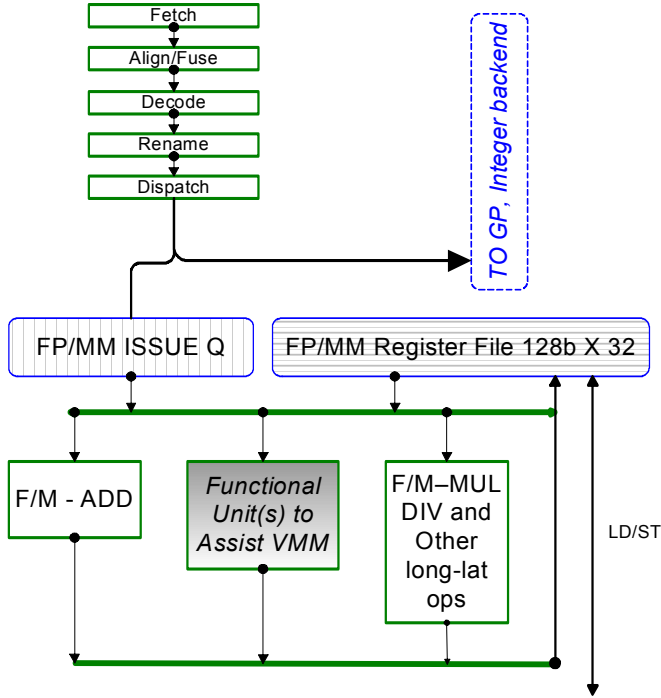 Fetch
Align/Fuse
Decode
Rename
Dispatch
TO GP, Integer backend
FP/MM ISSUE Q
FP/MM Register File 128b X 32
F/M - ADD
Functional
Unit(s) to
Assist VMM
F/M–MUL
DIV and
Other
long-lat
ops
LD/ST